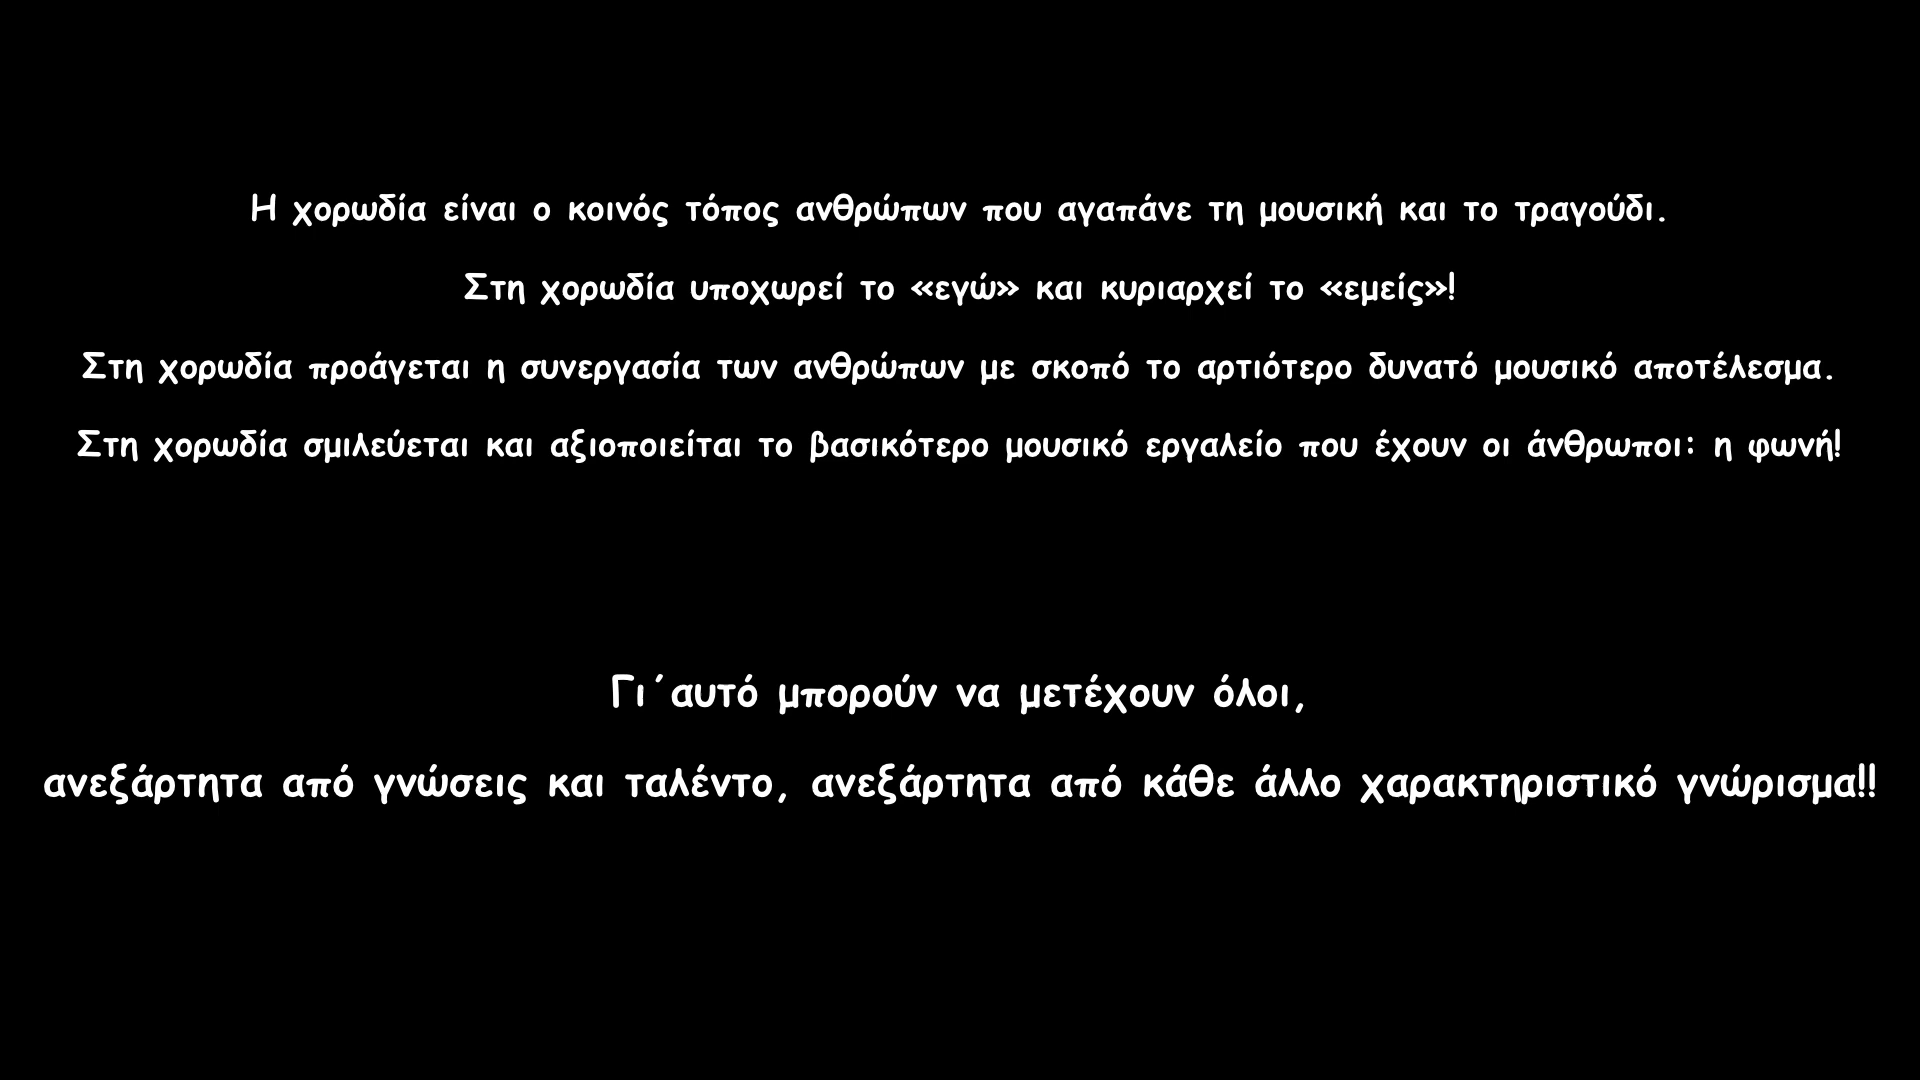 Η χορωδία είναι ο κοινός τόπος ανθρώπων που αγαπάνε τη μουσική και το τραγούδι.
Στη χορωδία υποχωρεί το «εγώ» και κυριαρχεί το «εμείς»!
Στη χορωδία προάγεται η συνεργασία των ανθρώπων με σκοπό το αρτιότερο δυνατό μουσικό αποτέλεσμα.
Στη χορωδία σμιλεύεται και αξιοποιείται το βασικότερο μουσικό εργαλείο που έχουν οι άνθρωποι: η φωνή!
Γι΄αυτό μπορούν να μετέχουν όλοι,
ανεξάρτητα από γνώσεις και ταλέντο, ανεξάρτητα από κάθε άλλο χαρακτηριστικό γνώρισμα!!